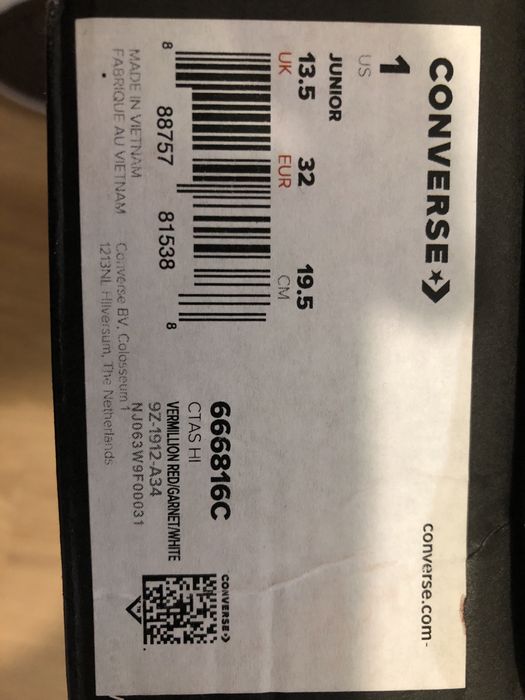 CONVERSE
converse.com
1
US
JUNIOR
13.5 32 19.5
UK EUR CM
8 88757 81538 8
MADE IN VIETNAM
FABRIQUE AU VIETNAM
Converse BV, Colosseum 1
1213NL Hilversum, The Netherlands
666816C
CTAS HI
VERMILLION RED/GARNET/WHITE
9Z-1912-A34
NJ063W9F00031
CONVERSE